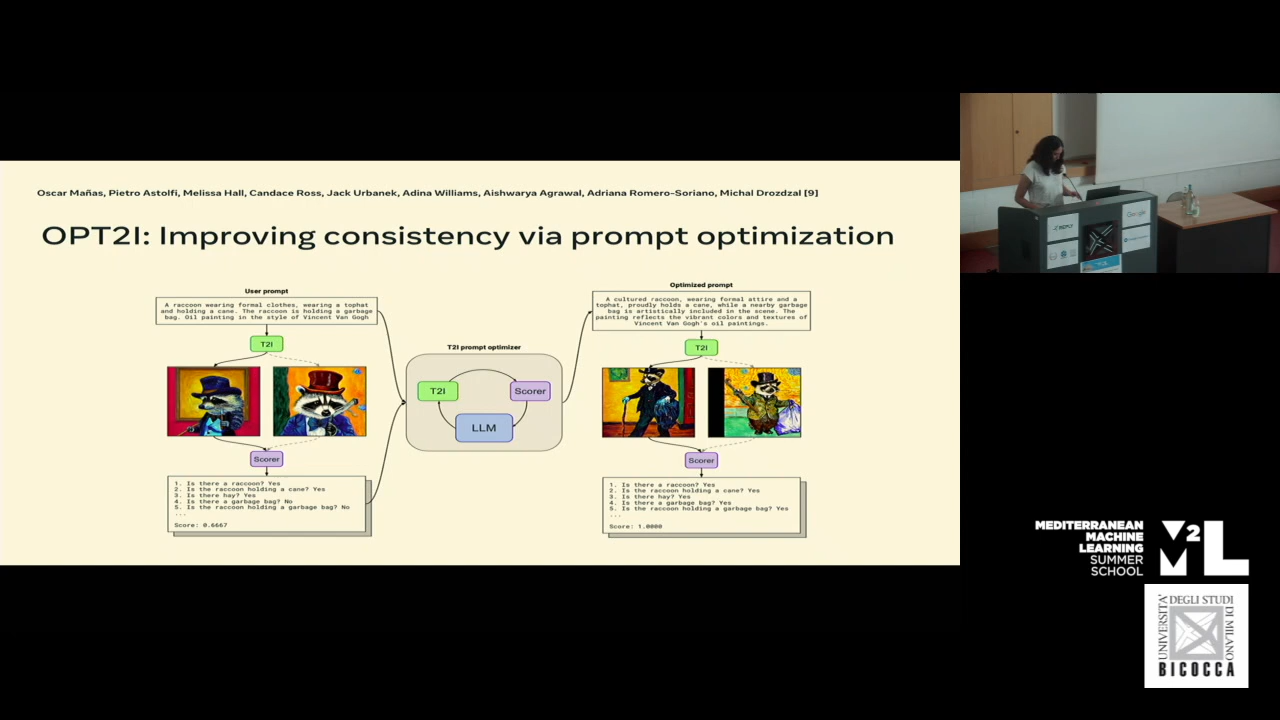 Oscar Mañas, Pietro Astolfi, Melissa Hall, Candace Ross, Jack Urbanek, Adina Williams, Aishwarya Agrawal, Adriana Romero-Soriano, Michal Drozdzal [9]
OPT2I: Improving consistency via prompt optimization
User prompt
A raccoon wearing formal clothes, wearing a tophat
and holding a cane. The raccoon is holding a garbage
bag. Oil painting in the style of Vincent Van Gogh
T2I
Scorer
1. Is there a raccoon? Yes
2. Is the raccoon holding a cane? Yes
3. Is there hay? Yes
4. Is there a garbage bag? No
5. Is the raccoon holding a garbage bag? No
...
Score: 0.6667
T2I prompt optimizer
T2I
Scorer
LLM
Optimized prompt
A cultured raccoon, wearing formal attire and a
tophat, proudly holds a cane, while a nearby garbage
bag is artistically included in the scene. The
painting reflects the vibrant colors and textures of
Vincent Van Gogh's oil paintings.
T2I
Scorer
1. Is there a raccoon? Yes
2. Is the raccoon holding a cane? Yes
3. Is there hay? Yes
4. Is there a garbage bag? Yes
5. Is the raccoon holding a garbage bag? Yes
...
Score: 1.0000
Google
MEDITERRANEAN
MACHINE
LEARNING
SUMMER
SCHOOL
M2L
UNIVERSITA'
DEGLI STUDI
DI MILANO
BICOCCA